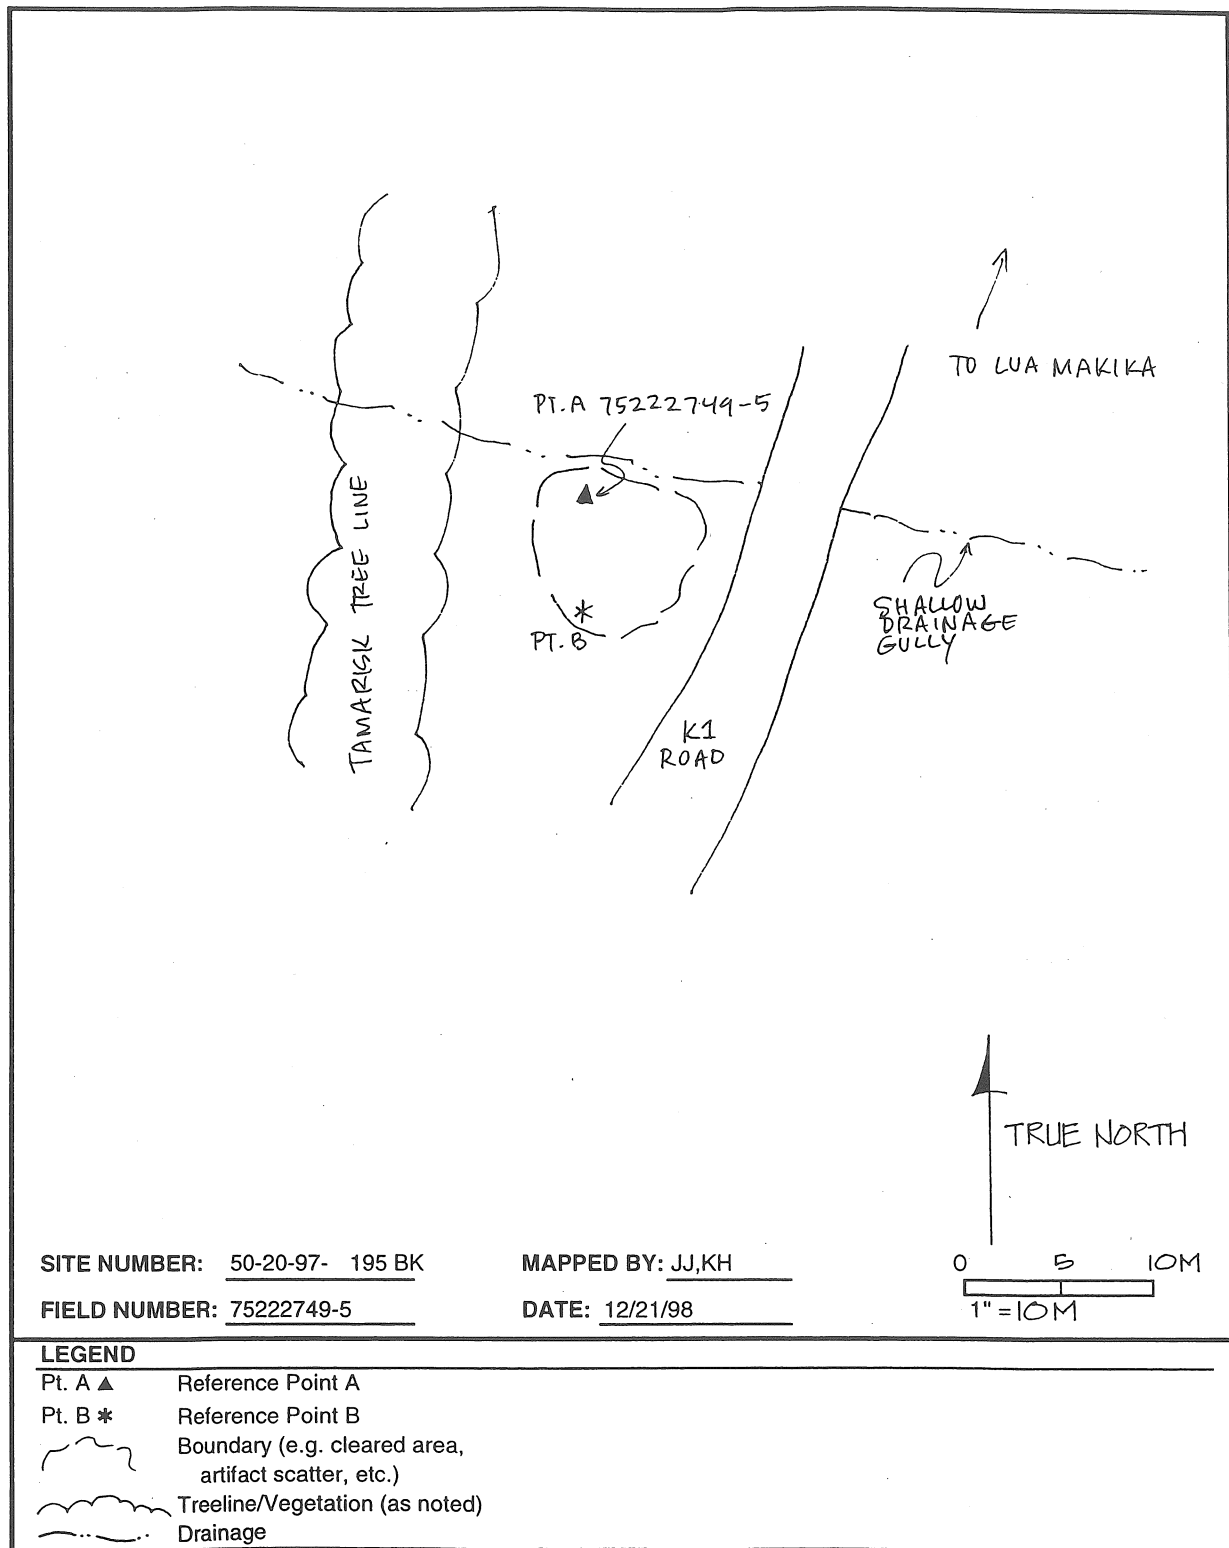 TO LUA MAKIKA
PT. A 75222749-5
TAMARISK TREE LINE
PT. B
SHALLOW
DRAINAGE
GULLY
K1
ROAD
TRUE NORTH
SITE NUMBER: 50-20-97- 195 BK
MAPPED BY: JJ,KH
0 5 10M
FIELD NUMBER: 75222749-5
DATE: 12/21/98
1" = 10M
LEGEND
Pt. A ▲ Reference Point A
Pt. B * Reference Point B
Boundary (e.g. cleared area,
artifact scatter, etc.)
Treeline/Vegetation (as noted)
Drainage